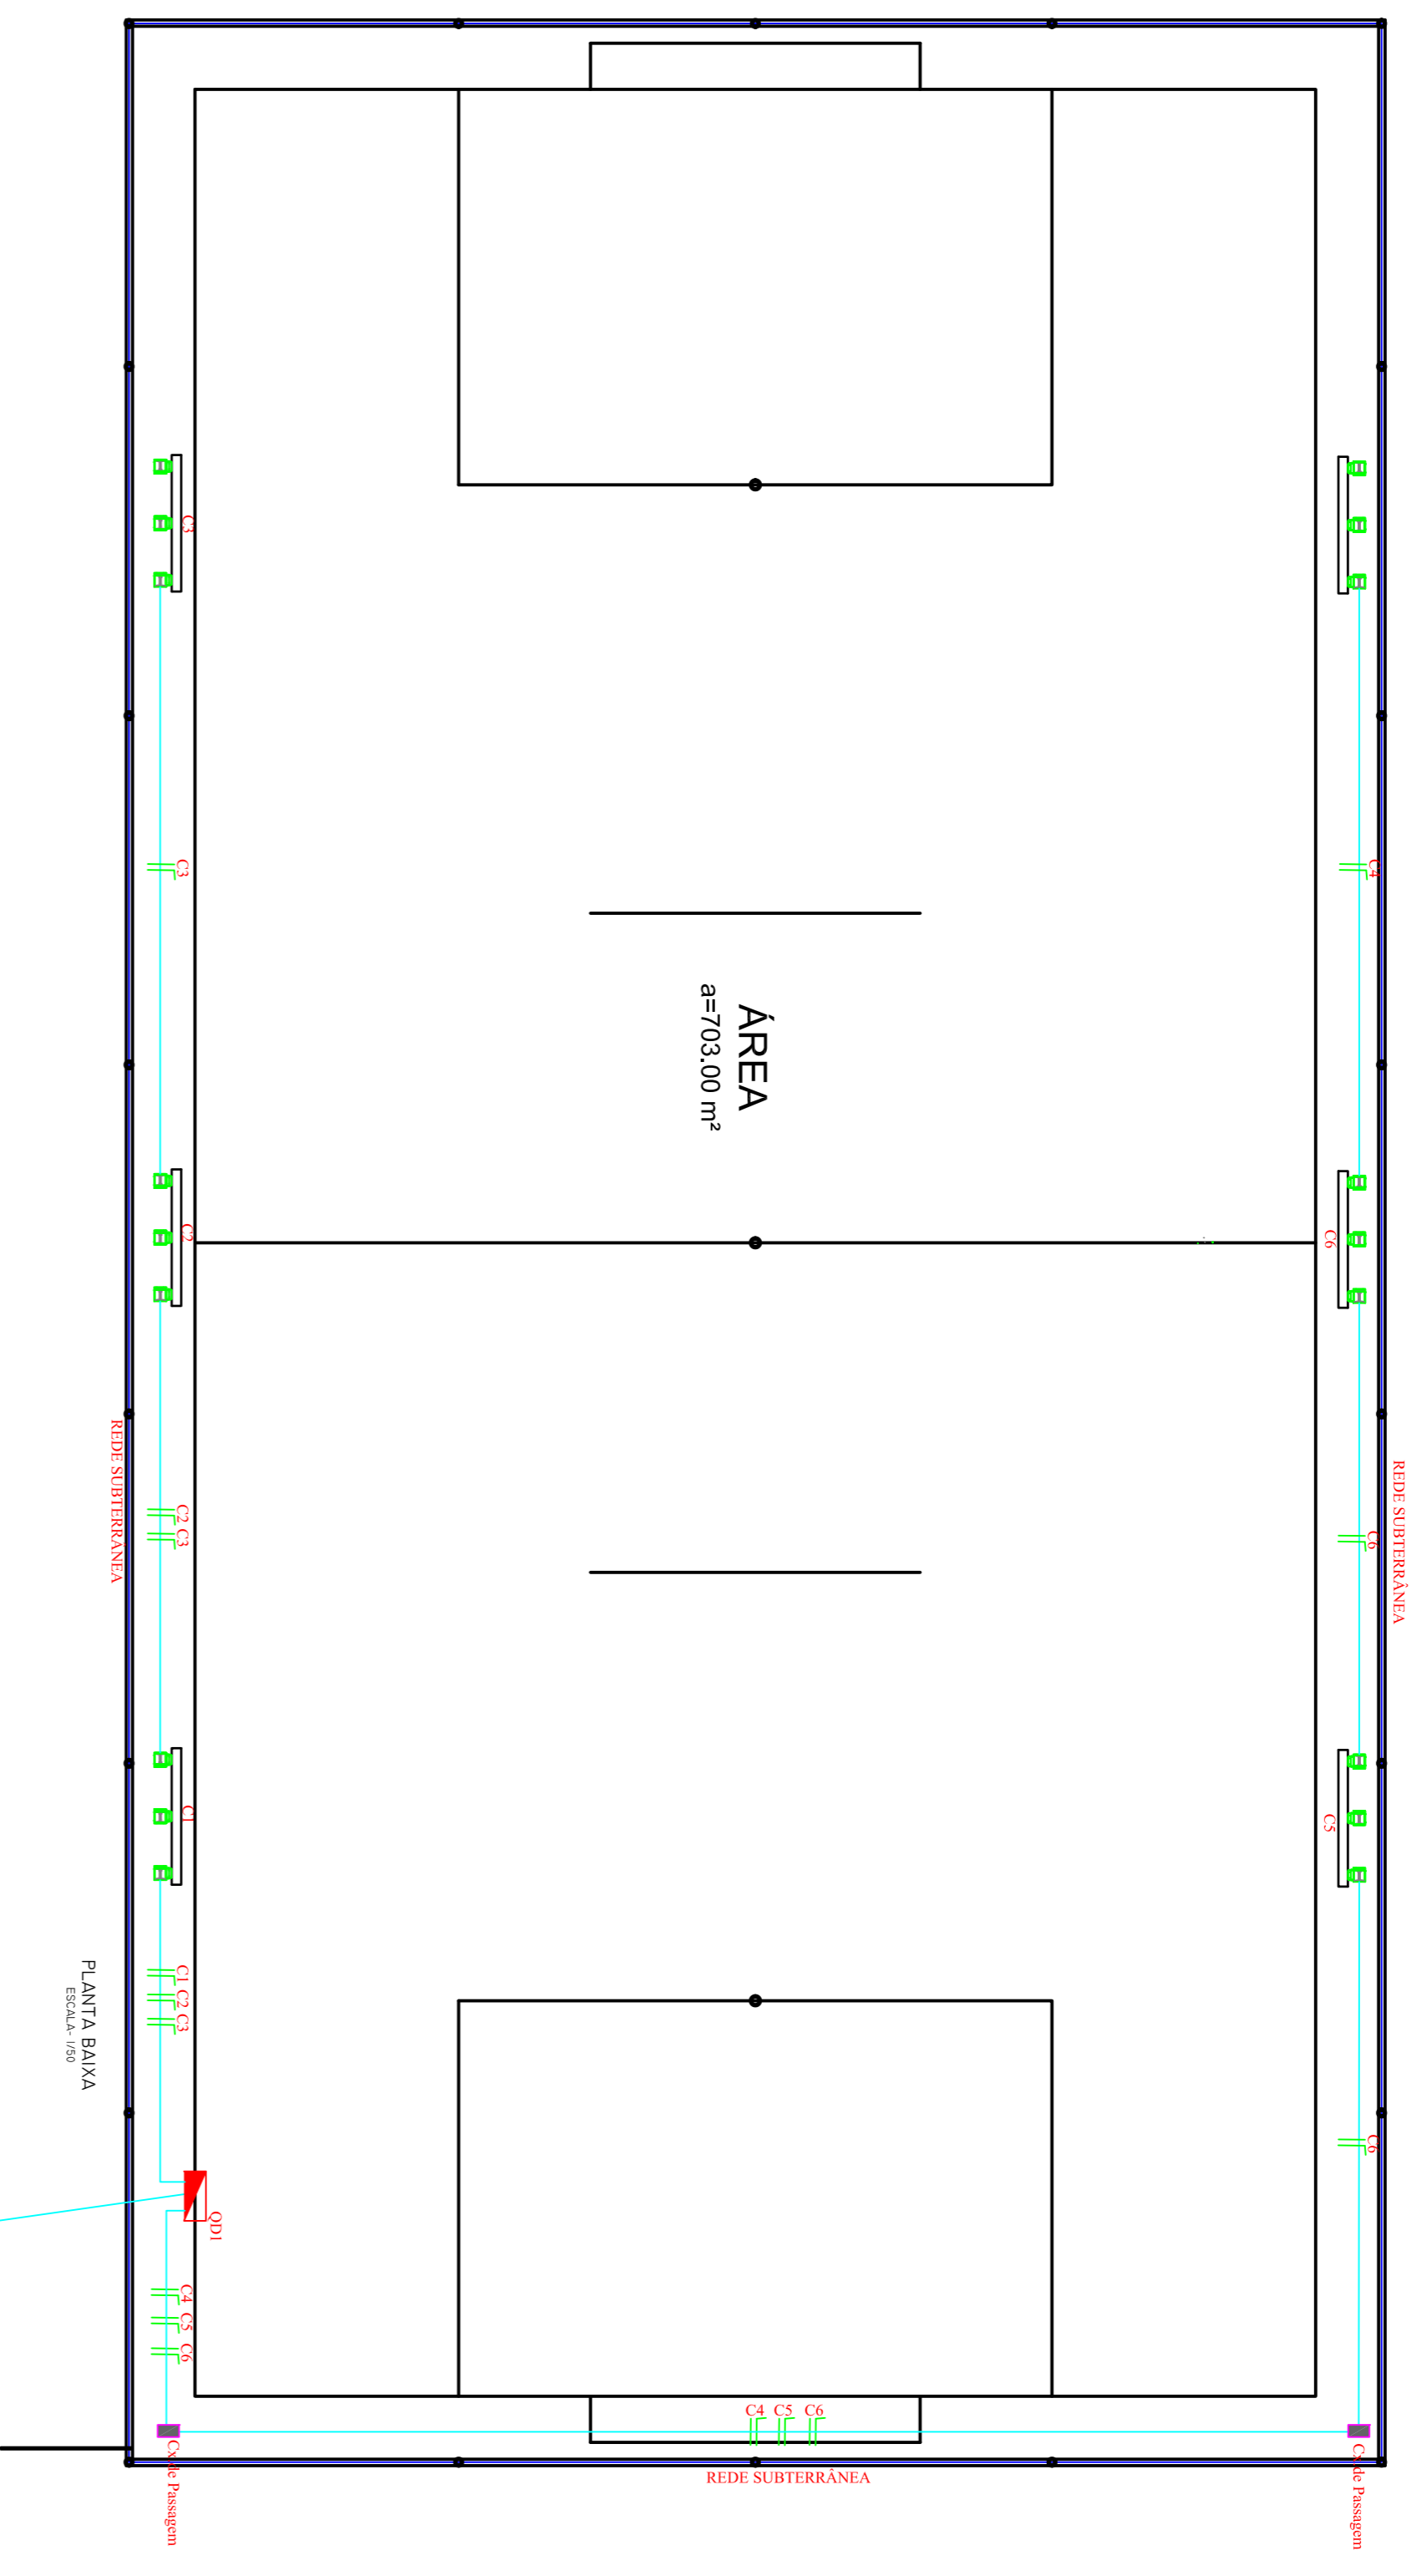 C3
C3
C4
ÁREA
a=703.00 m²
C2
C6
REDE SUBTERRÂNEA
REDE SUBTERRÂNEA
C2 C3
C6
C1
C5
C1 C2 C3
PLANTA BAIXA
ESCALA- 1/50
C6
QD1
C4 C5 C6
C4 C5 C6
REDE SUBTERRÂNEA
Cx de Passagem
Cx de Passagem